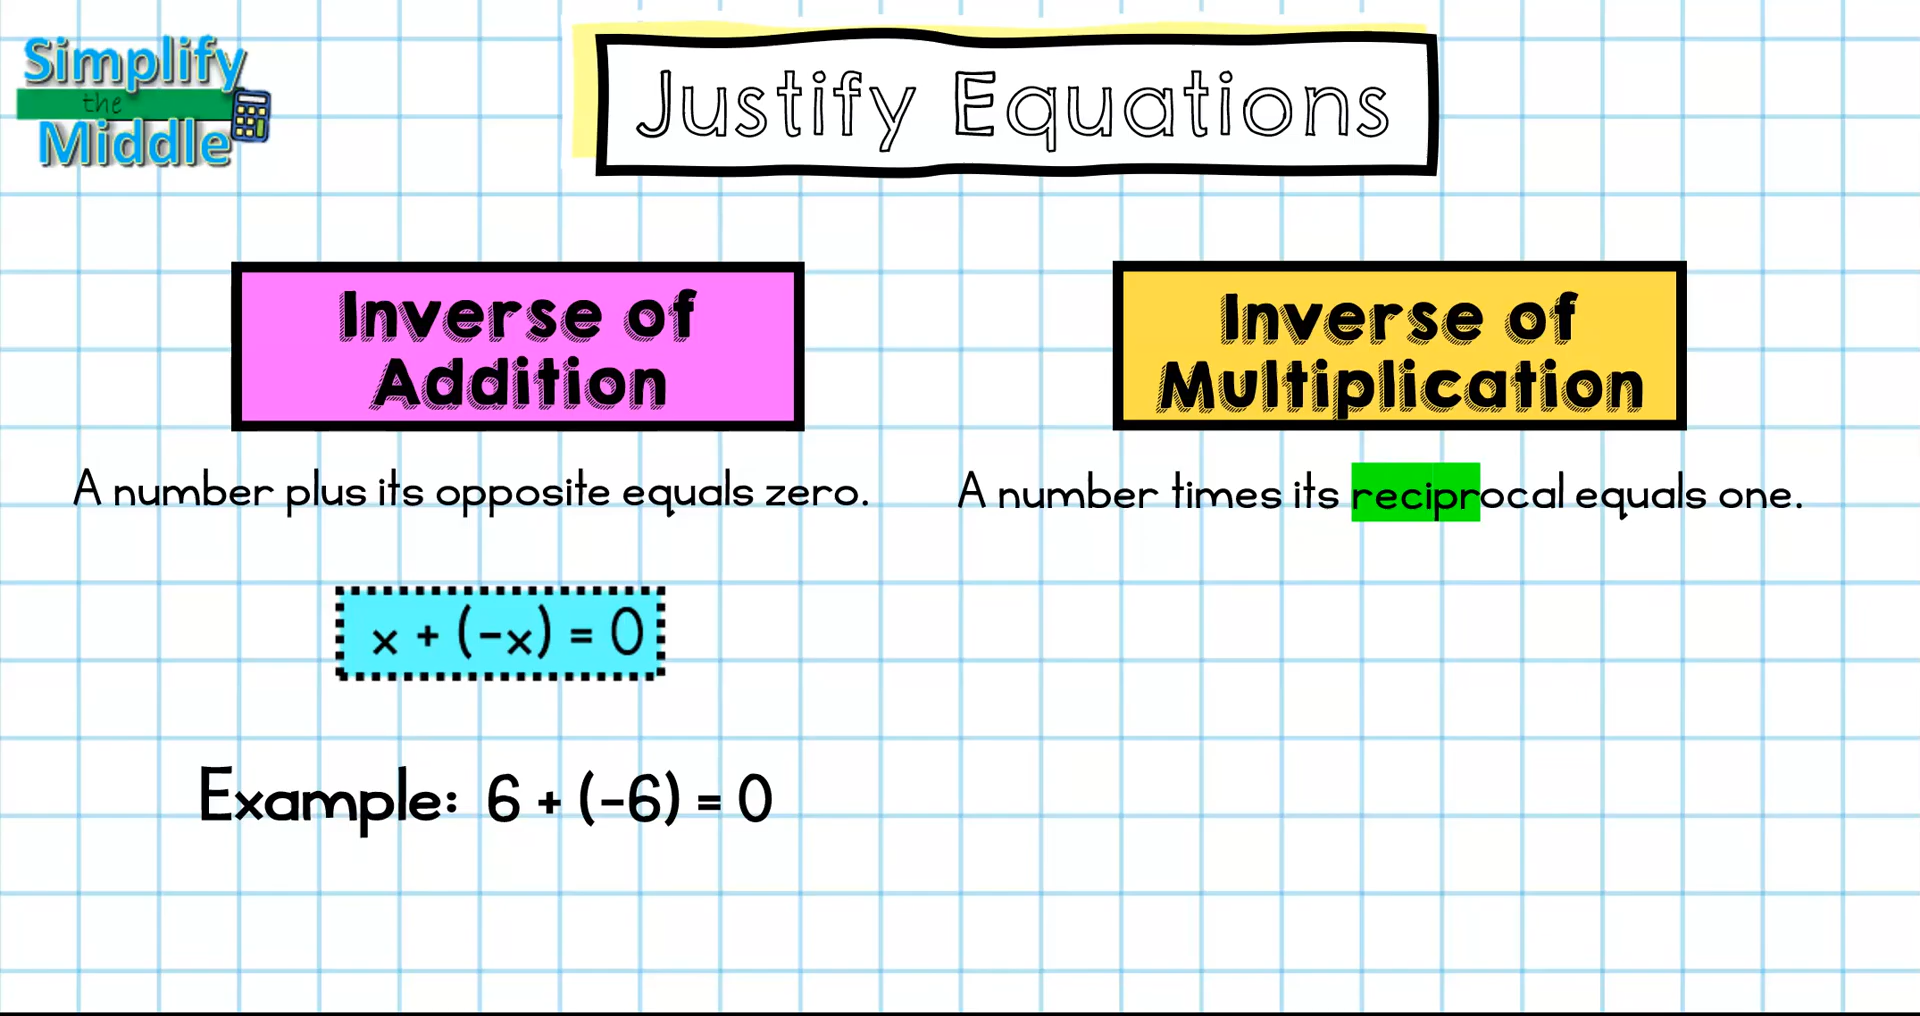 Simplify
the
Middle
Justify Equations
Inverse of
Addition
A number plus its opposite equals zero.
x + (-x) = 0
Example: 6 + (-6) = 0
Inverse of
Multiplication
A number times its reciprocal equals one.